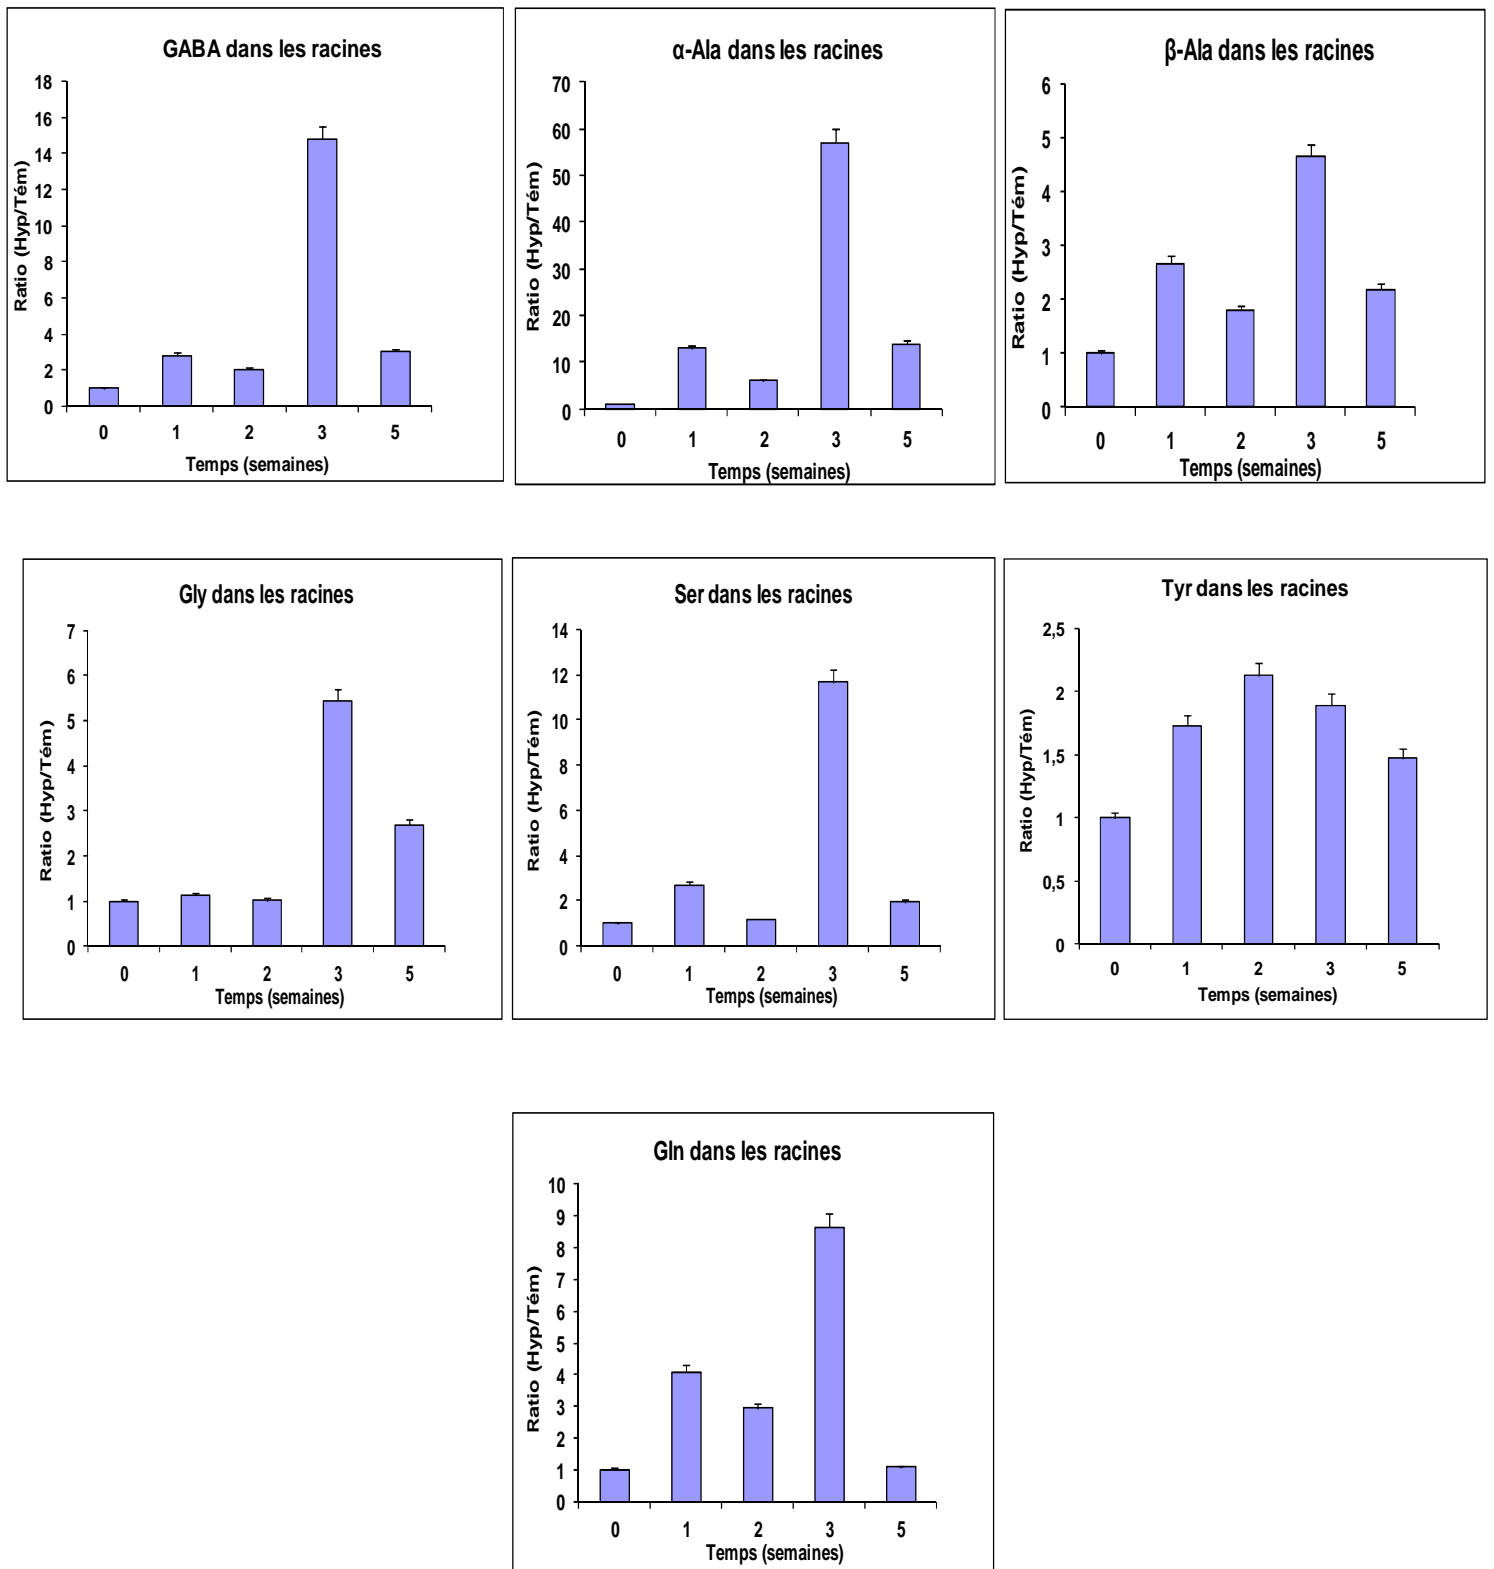 GABA dans les racines
Ratio (Hyp/Tém)
18
16
14
12
10
8
6
4
2
0
0 1 2 3 5
Temps (semaines)
α-Ala dans les racines
Ratio (Hyp/Tém)
70
60
50
40
30
20
10
0
0 1 2 3 5
Temps (semaines)
β-Ala dans les racines
Ratio (Hyp/Tém)
6
5
4
3
2
1
0
0 1 2 3 5
Temps (semaines)
Gly dans les racines
Ratio (Hyp/Tém)
7
6
5
4
3
2
1
0
0 1 2 3 5
Temps (semaines)
Ser dans les racines
Ratio (Hyp/Tém)
14
12
10
8
6
4
2
0
0 1 2 3 5
Temps (semaines)
Tyr dans les racines
Ratio (Hyp/Tém)
2,5
2
1,5
1
0,5
0
0 1 2 3 5
Temps (semaines)
Gln dans les racines
Ratio (Hyp/Tém)
10
9
8
7
6
5
4
3
2
1
0
0 1 2 3 5
Temps (semaines)